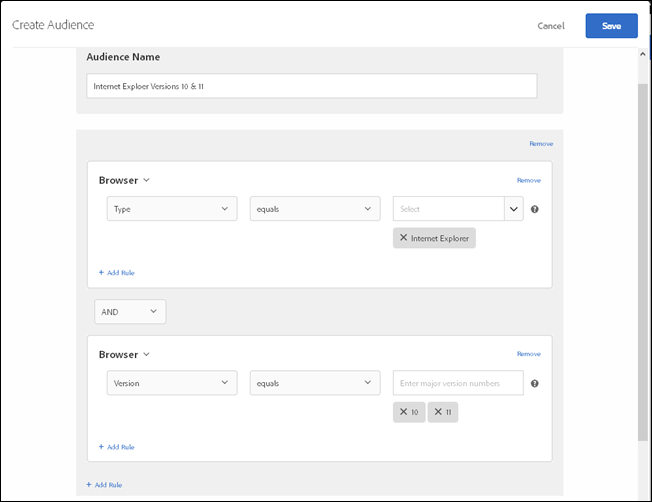 Create Audience
Cancel
Save
Audience Name
Internet Exploer Versions 10 & 11
Remove
Browser
Remove
Type
equals
Select
Internet Explorer
+ Add Rule
AND
Browser
Remove
Version
equals
Enter major version numbers
10
11
+ Add Rule
+ Add Rule